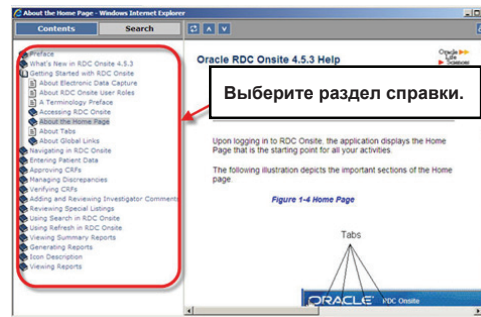 About the Home Page - Windows Internet Explorer
Contents
Search
Preface
What's New in RDC Onsite 4.5.3
Getting Started with RDC Onsite
About Electronic Data Capture
About RDC Onsite User Roles
A Terminology Preface
Accessing RDC Onsite
About the Home Page
About Tabs
About Global Links
Navigating in RDC Onsite
Entering Patient Data
Approving CRFs
Managing Discrepancies
Verifying CRFs
Adding and Reviewing Investigator Comments
Reviewing Special Listings
Using Search in RDC Onsite
Using Refresh in RDC Onsite
Viewing Summary Reports
Generating Reports
Icon Description
Viewing Reports
Oracle RDC Onsite 4.5.3 Help
Выберите раздел справки.
Upon logging in to RDC Onsite, the application displays the Home
Page that is the starting point for all your activities.
The following illustration depicts the important sections of the Home
page.
Figure 1-4 Home Page
Tabs
ORACLE RDC Onsite